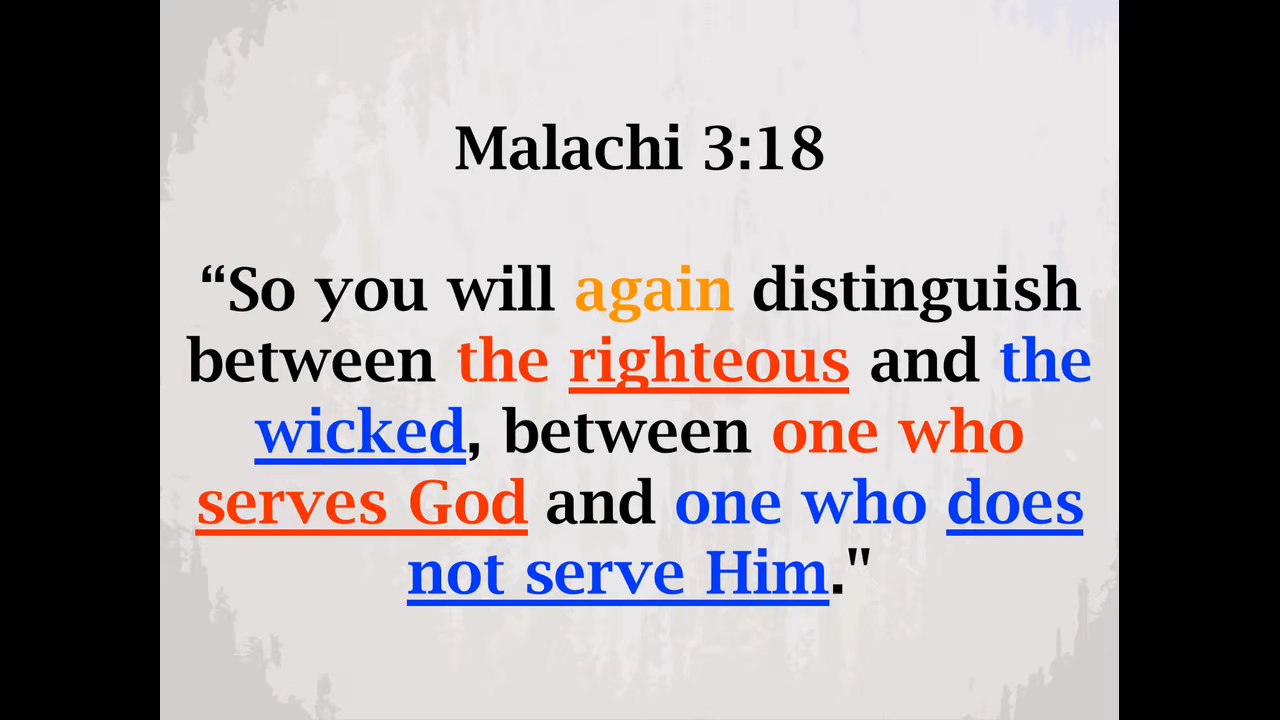 Malachi 3:18
“So you will again distinguish
between the righteous and the
wicked, between one who
serves God and one who does
not serve Him."